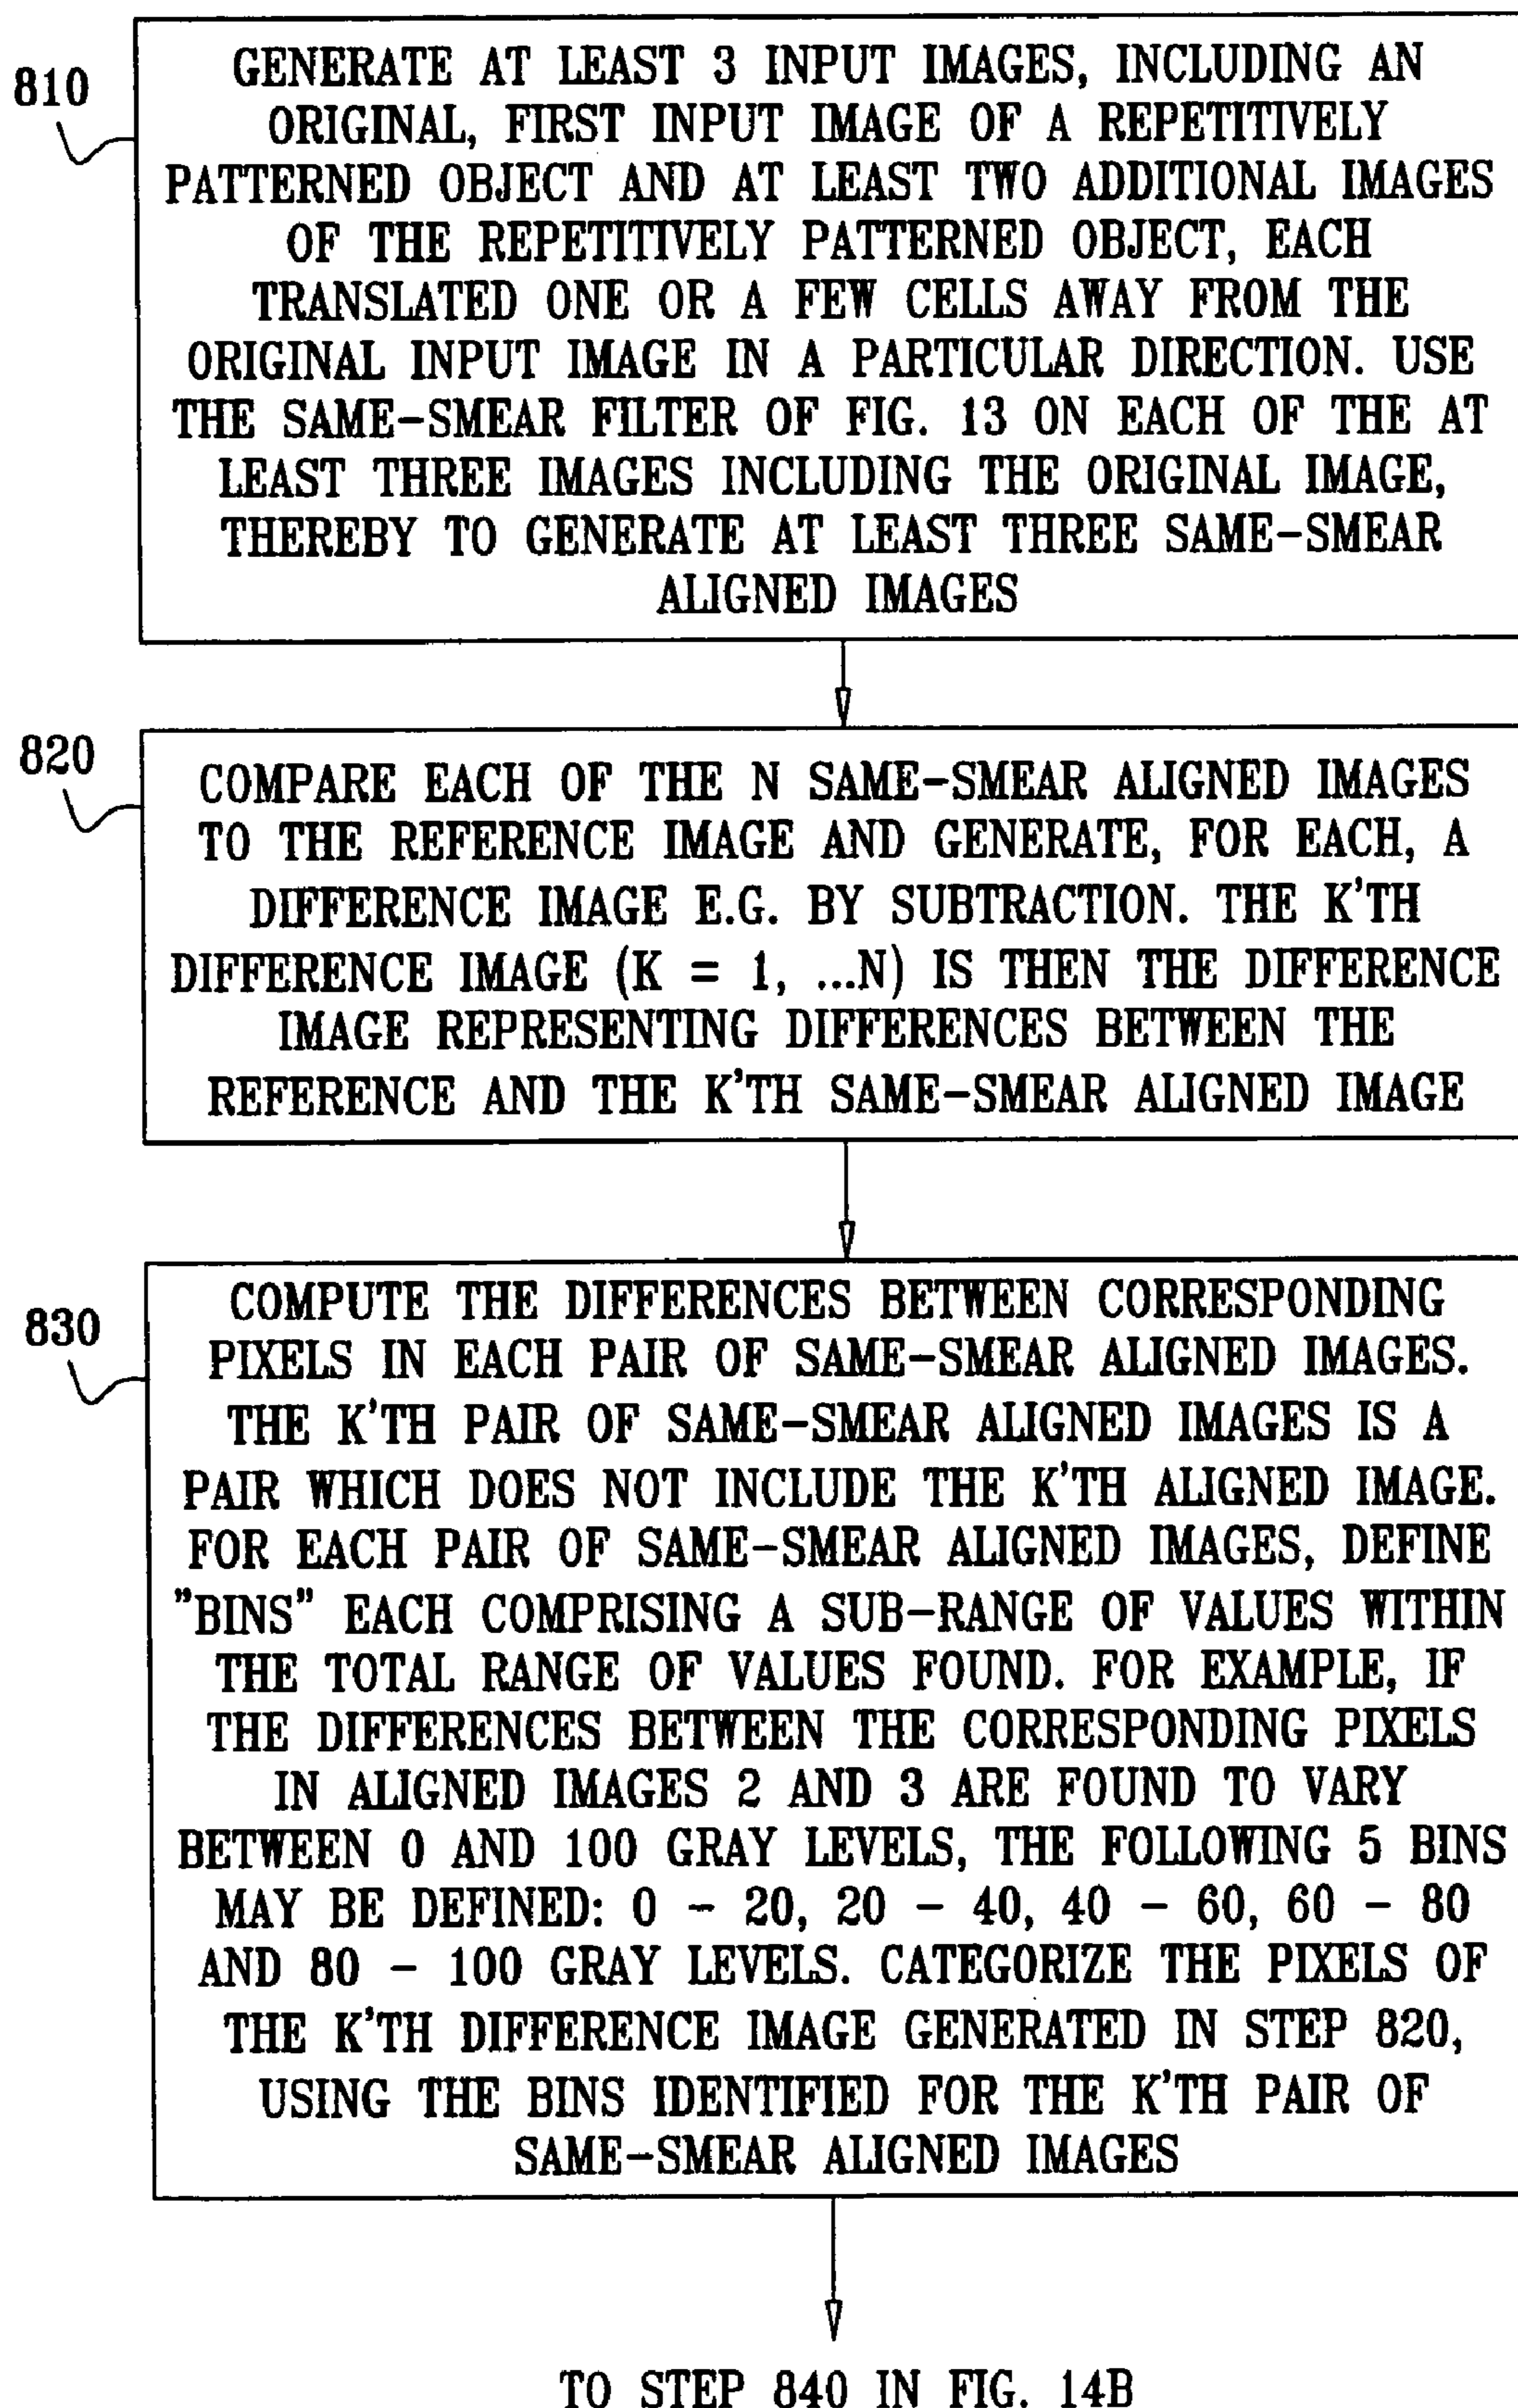 810
GENERATE AT LEAST 3 INPUT IMAGES, INCLUDING AN
ORIGINAL, FIRST INPUT IMAGE OF A REPETITIVELY
PATTERNED OBJECT AND AT LEAST TWO ADDITIONAL IMAGES
OF THE REPETITIVELY PATTERNED OBJECT, EACH
TRANSLATED ONE OR A FEW CELLS AWAY FROM THE
ORIGINAL INPUT IMAGE IN A PARTICULAR DIRECTION. USE
THE SAME-SMEAR FILTER OF FIG. 13 ON EACH OF THE AT
LEAST THREE IMAGES INCLUDING THE ORIGINAL IMAGE,
THEREBY TO GENERATE AT LEAST THREE SAME-SMEAR
ALIGNED IMAGES
820
COMPARE EACH OF THE N SAME-SMEAR ALIGNED IMAGES
TO THE REFERENCE IMAGE AND GENERATE, FOR EACH, A
DIFFERENCE IMAGE E.G. BY SUBTRACTION. THE K'TH
DIFFERENCE IMAGE (K = 1, ...N) IS THEN THE DIFFERENCE
IMAGE REPRESENTING DIFFERENCES BETWEEN THE
REFERENCE AND THE K'TH SAME-SMEAR ALIGNED IMAGE
830
COMPUTE THE DIFFERENCES BETWEEN CORRESPONDING
PIXELS IN EACH PAIR OF SAME-SMEAR ALIGNED IMAGES.
THE K'TH PAIR OF SAME-SMEAR ALIGNED IMAGES IS A
PAIR WHICH DOES NOT INCLUDE THE K'TH ALIGNED IMAGE.
FOR EACH PAIR OF SAME-SMEAR ALIGNED IMAGES, DEFINE
"BINS" EACH COMPRISING A SUB-RANGE OF VALUES WITHIN
THE TOTAL RANGE OF VALUES FOUND. FOR EXAMPLE, IF
THE DIFFERENCES BETWEEN THE CORRESPONDING PIXELS
IN ALIGNED IMAGES 2 AND 3 ARE FOUND TO VARY
BETWEEN 0 AND 100 GRAY LEVELS, THE FOLLOWING 5 BINS
MAY BE DEFINED: 0 - 20, 20 - 40, 40 - 60, 60 - 80
AND 80 - 100 GRAY LEVELS. CATEGORIZE THE PIXELS OF
THE K'TH DIFFERENCE IMAGE GENERATED IN STEP 820,
USING THE BINS IDENTIFIED FOR THE K'TH PAIR OF
SAME-SMEAR ALIGNED IMAGES
TO STEP 840 IN FIG. 14B